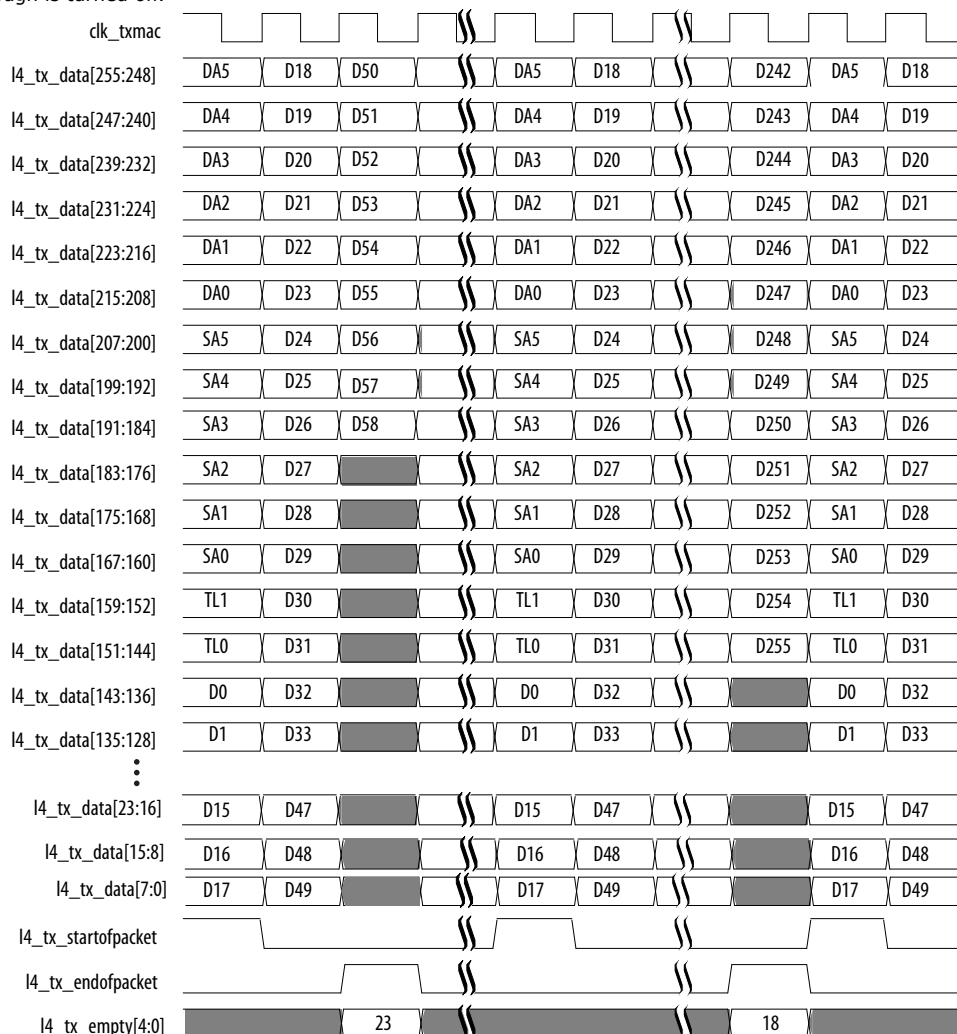 clk_txmac
l4_tx_data[255:248] DA5 D18 D50 DA5 D18 D242 DA5 D18
l4_tx_data[247:240] DA4 D19 D51 DA4 D19 D243 DA4 D19
l4_tx_data[239:232] DA3 D20 D52 DA3 D20 D244 DA3 D20
l4_tx_data[231:224] DA2 D21 D53 DA2 D21 D245 DA2 D21
l4_tx_data[223:216] DA1 D22 D54 DA1 D22 D246 DA1 D22
l4_tx_data[215:208] DA0 D23 D55 DA0 D23 D247 DA0 D23
l4_tx_data[207:200] SA5 D24 D56 SA5 D24 D248 SA5 D24
l4_tx_data[199:192] SA4 D25 D57 SA4 D25 D249 SA4 D25
l4_tx_data[191:184] SA3 D26 D58 SA3 D26 D250 SA3 D26
l4_tx_data[183:176] SA2 D27 SA2 D27 D251 SA2 D27
l4_tx_data[175:168] SA1 D28 SA1 D28 D252 SA1 D28
l4_tx_data[167:160] SA0 D29 SA0 D29 D253 SA0 D29
l4_tx_data[159:152] TL1 D30 TL1 D30 D254 TL1 D30
l4_tx_data[151:144] TL0 D31 TL0 D31 D255 TL0 D31
l4_tx_data[143:136] D0 D32 D0 D32 D0 D32
l4_tx_data[135:128] D1 D33 D1 D33 D1 D33
l4_tx_data[23:16] D15 D47 D15 D47 D15 D47
l4_tx_data[15:8] D16 D48 D16 D48 D16 D48
l4_tx_data[7:0] D17 D49 D17 D49 D17 D49
l4_tx_startofpacket
l4_tx_endofpacket
l4_tx_empty[4:0] 23 18